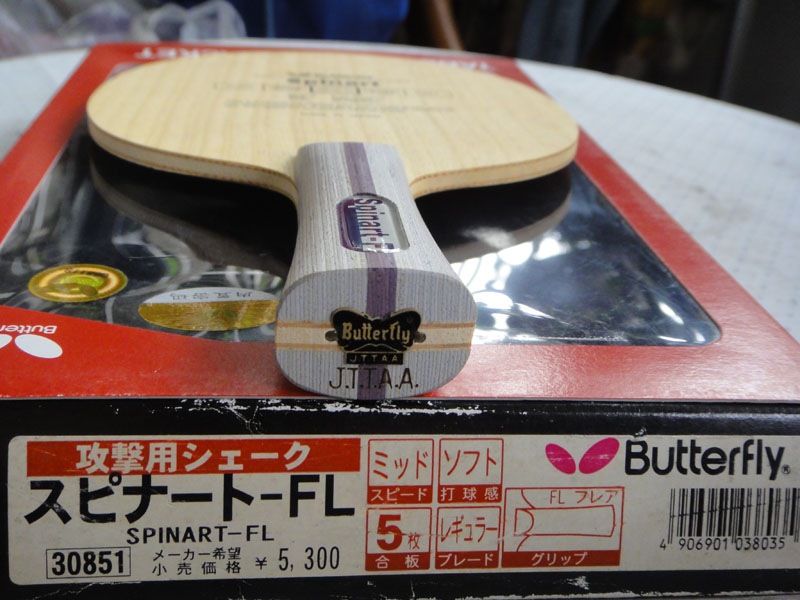 Spinart-
Butterfly
J.T.T.A.A
J.T.T.A.A.
Butterfly
攻撃用シェーク
スピナート-FL
SPINART-FL
30851
メーカー希望
小売価格
¥ 5,300
ミッド
スピード
ソフト
打球感
5枚
合板
レギュラー
ブレード
FL フレア
グリップ
Butterfly®
4 906901 038035